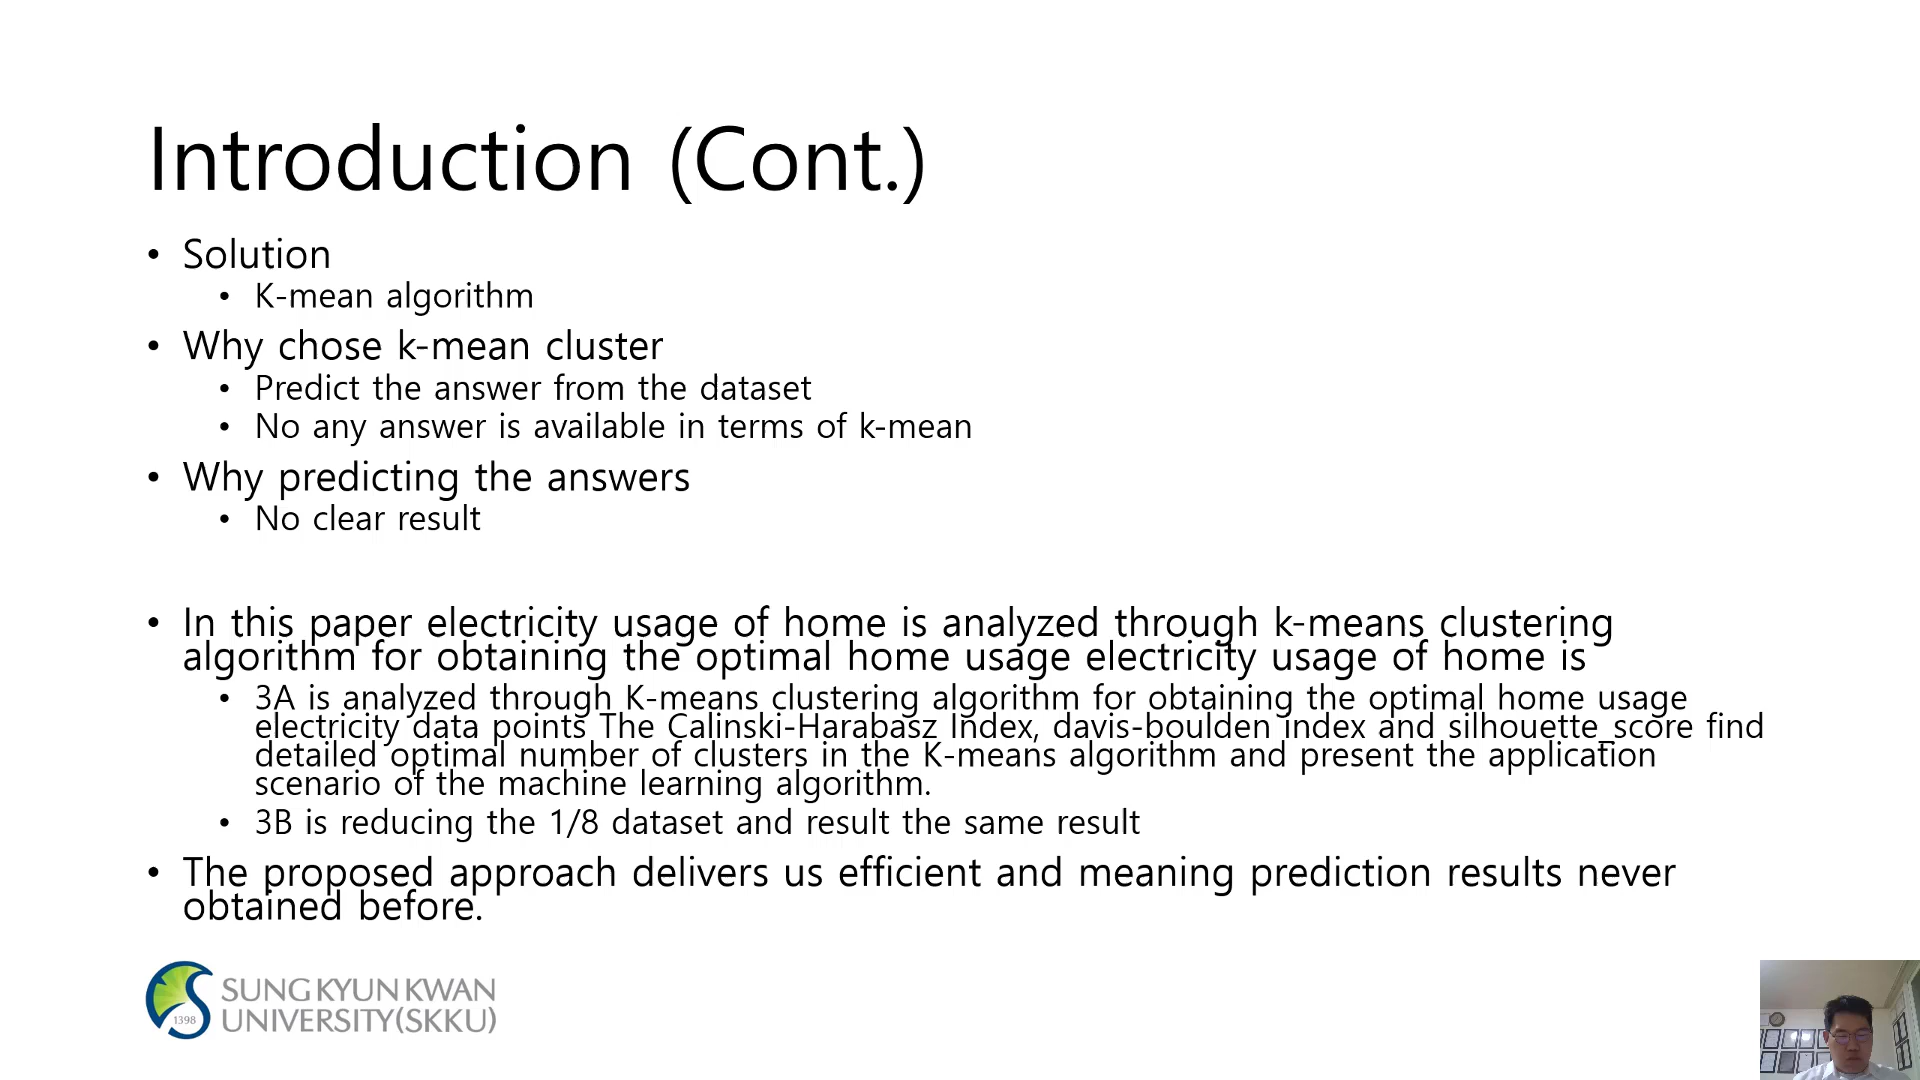 Introduction (Cont.)
• Solution
• K-mean algorithm
• Why chose k-mean cluster
• Predict the answer from the dataset
• No any answer is available in terms of k-mean
• Why predicting the answers
• No clear result
• In this paper electricity usage of home is analyzed through k-means clustering
algorithm for obtaining the optimal home usage electricity usage of home is
• 3A is analyzed through K-means clustering algorithm for obtaining the optimal home usage
electricity data points The Calinski-Harabasz Index, davis-boulden index and silhouette_score find
detailed optimal number of clusters in the K-means algorithm and present the application
scenario of the machine learning algorithm.
• 3B is reducing the 1/8 dataset and result the same result
• The proposed approach delivers us efficient and meaning prediction results never
obtained before.
1398
SUNG KYUN KWAN
UNIVERSITY(SKKU)